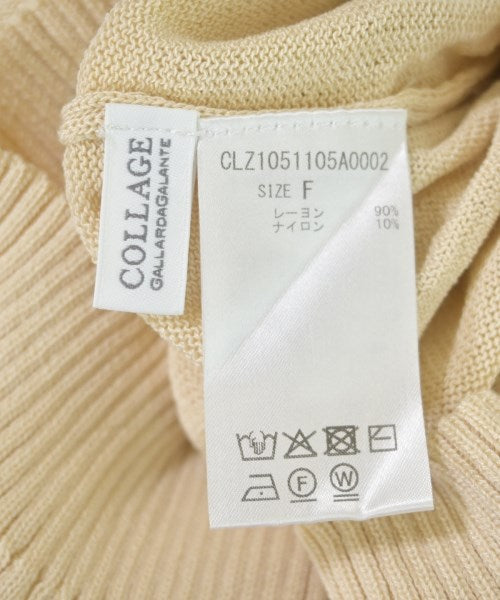 COLLAGE
GALLARDAGALANTE
CLZ1051105A0002
SIZE F
レーヨン 90%
ナイロン 10%
F W